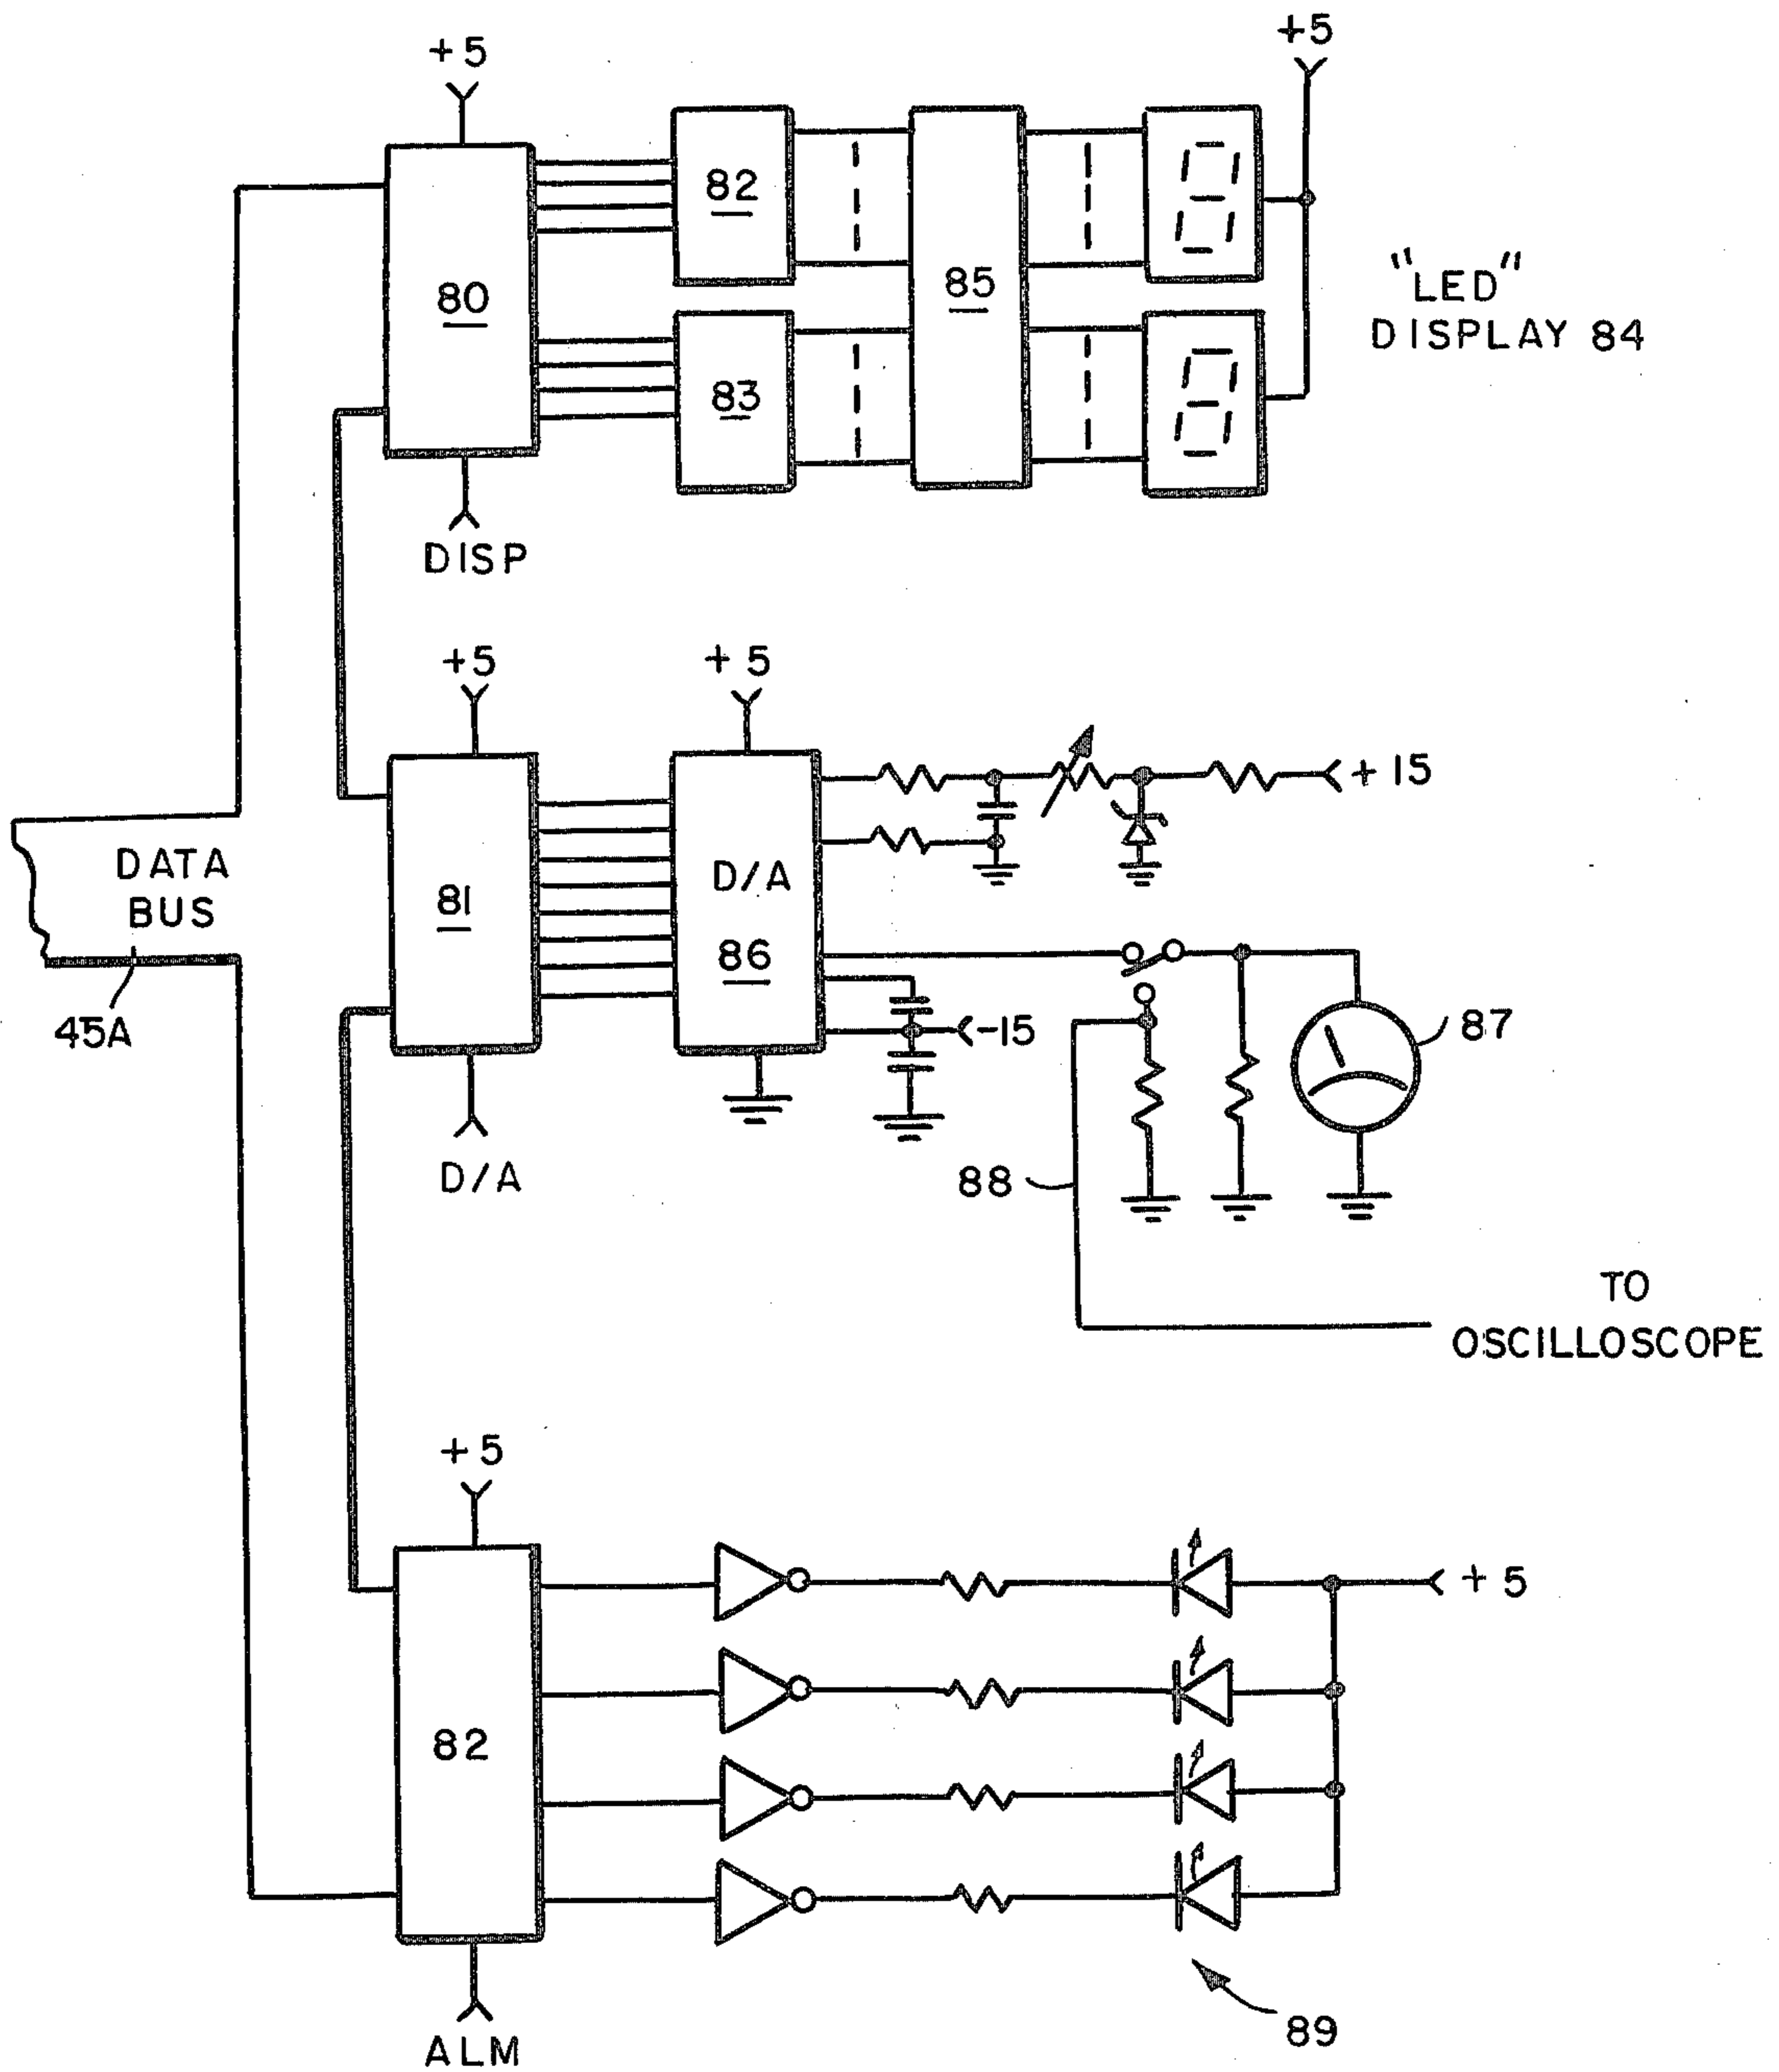 +5
+5
82
80
85
"LED"
DISPLAY 84
83
DISP
+5
+5
+15
DATA
BUS
D/A
81
86
45A
-15
87
D/A
88
TO
OSCILLOSCOPE
+5
+5
82
89
ALM